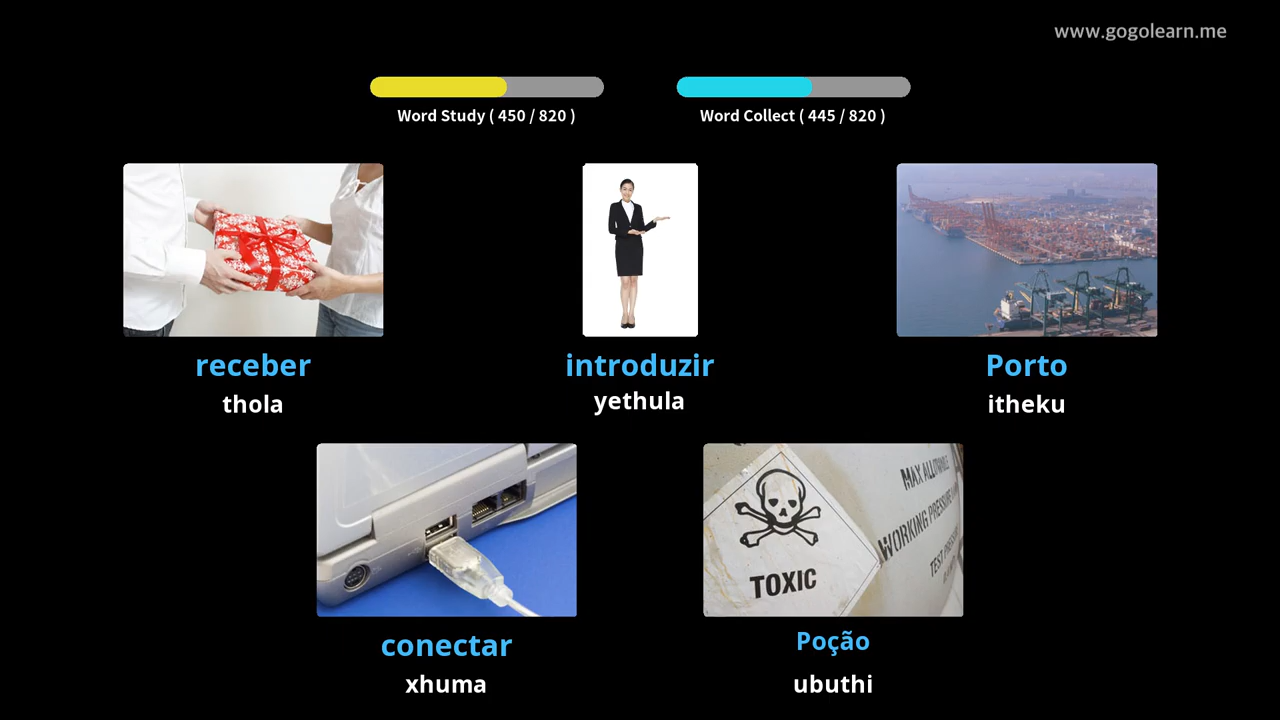 www.gogolearn.me
Word Study ( 450 / 820 )
Word Collect ( 445 / 820 )
receber
thola
introduzir
yethula
Porto
itheku
TOXIC
MAX ALLOWABLE
WORKING PRESSURE
TEST PRESSURE
conectar
xhuma
Poção
ubuthi